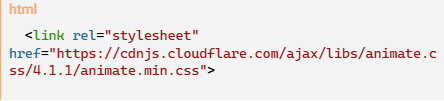 html
<link rel="stylesheet"
href="https://cdnjs.cloudflare.com/ajax/libs/animate.c
ss/4.1.1/animate.min.css">